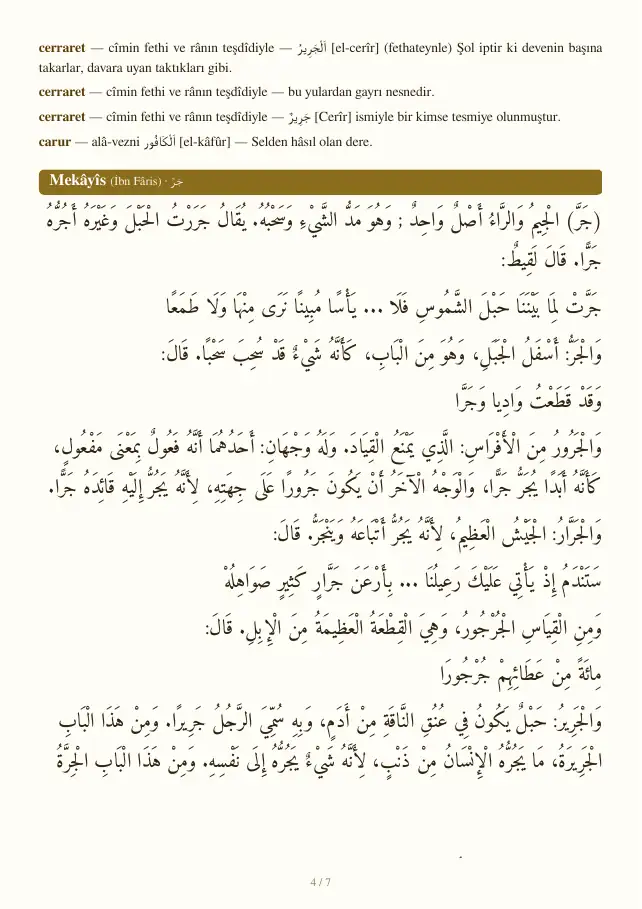 cerraret — cîmin fethi ve rânın teşdîdiyle — اَلْجَرِيرُ [el-cerîr] (fethateynle) Şol iptir ki devenin başına
takarlar, davara uyan taktıkları gibi.
cerraret — cîmin fethi ve rânın teşdîdiyle — bu yulardan gayrı nesnedir.
cerraret — cîmin fethi ve rânın teşdîdiyle — جَرِيرٌ [Cerîr] ismiyle bir kimse tesmiye olunmuştur.
carur — alâ-vezni اَلْكَافُور [el-kâfûr] — Selden hâsıl olan dere.
Mekâyîs (İbn Fâris) · جَرْ
(جَرَّ) الْجِيمُ وَالرَّاءُ أَصْلٌ وَاحِدٌ ; وَهُوَ مَدُّ الشَّيْءِ وَسَحْبُهُ. يُقَالُ جَرَرْتُ الْحَبْلَ وَغَيْرَهُ أَجُرُّهُ
جَرًّا. قَالَ لَقِيطٌ:
جَرَّتْ لِمَا بَيْنَنَا حَبْلَ الشَّمُوسِ فَلَا ... يَأْسًا مُبِينًا نَرَى مِنْهَا وَلَا طَمَعًا
وَالْجَرُّ: أَسْفَلُ الْجَبَلِ، وَهُوَ مِنَ الْبَابِ، كَأَنَّهُ شَيْءٌ قَدْ سُحِبَ سَحْبًا. قَالَ:
وَقَدْ قَطَعْتُ وَادِيا وَجَرًّا
وَالْجَرُورُ مِنَ الْأَفْرَاسِ: الَّذِي يَمْنَعُ الْقِيَادَ. وَلَهُ وَجْهَانِ: أَحَدُهُمَا أَنَّهُ فَعُولٌ بِمَعْنَى مَفْعُولٍ،
كَأَنَّهُ أَبَدًا يُجَرُّ جَرًّا، وَالْوَجْهُ الْآخَرُ أَنْ يَكُونَ جَرُورًا عَلَى جِهَتِهِ، لِأَنَّهُ يَجُرُّ إِلَيْهِ قَائِدَهُ جَرًّا.
وَالْجَرَّارُ: الْجَيْشُ الْعَظِيمُ، لِأَنَّهُ يَجُرُّ أَتْبَاعَهُ وَيَنْجَرُّ. قَالَ:
سَتَنْدَمُ إِذْ يَأْتِي عَلَيْكَ رَعِيلُنَا ... بِأَرْعَنَ جَرَّارٍ كَثِيرٍ صَوَاهِلُهْ
وَمِنِ الْقِيَاسِ الْجُرْجُورُ، وَهِيَ الْقِطْعَةُ الْعَظِيمَةُ مِنَ الْإِبِلِ. قَالَ:
مِائَةً مِنْ عَطَائِهِمْ جُرْجُورَا
وَالْجَرِيرُ: حَبْلٌ يَكُونُ فِي عُنُقِ النَّاقَةِ مِنْ أَدَمٍ، وَبِهِ سُمِّيَ الرَّجُلُ جَرِيرًا. وَمِنْ هَذَا الْبَابِ
الْجَرِيرَةُ، مَا يَجُرُّهُ الْإِنْسَانُ مِنْ ذَنْبٍ، لِأَنَّهُ شَيْءٌ يَجُرُّهُ إِلَى نَفْسِهِ. وَمِنْ هَذَا الْبَابِ الْجِرَّةُ
4 / 7